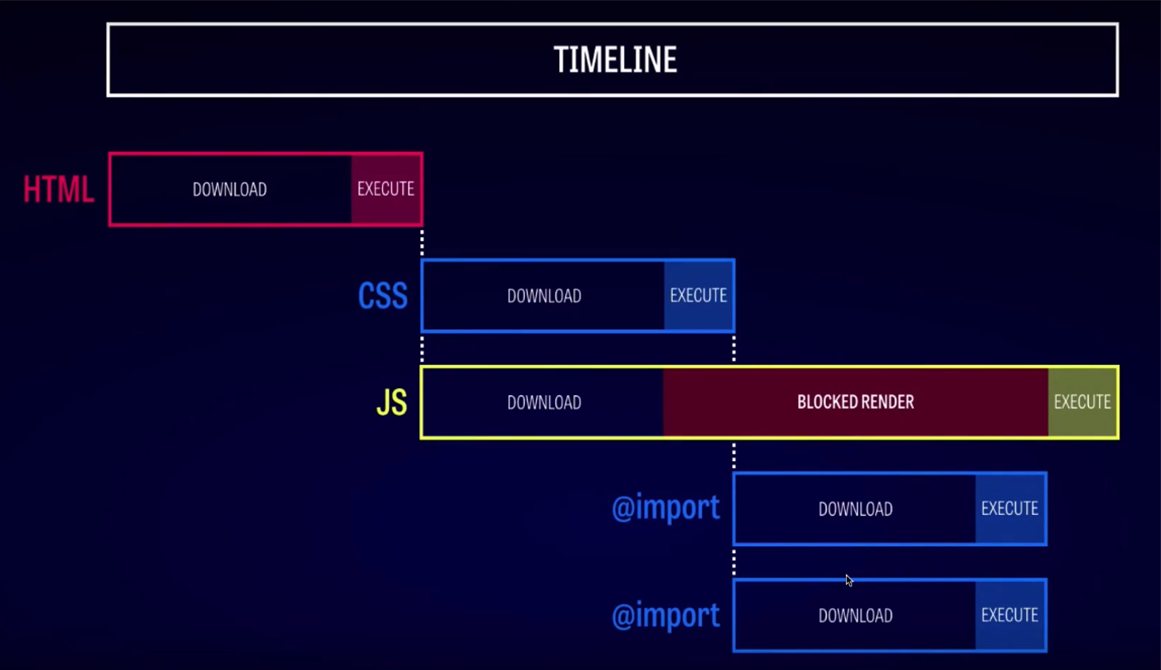 TIMELINE
HTML DOWNLOAD EXECUTE
CSS DOWNLOAD EXECUTE
JS DOWNLOAD BLOCKED RENDER EXECUTE
@import DOWNLOAD EXECUTE
@import DOWNLOAD EXECUTE